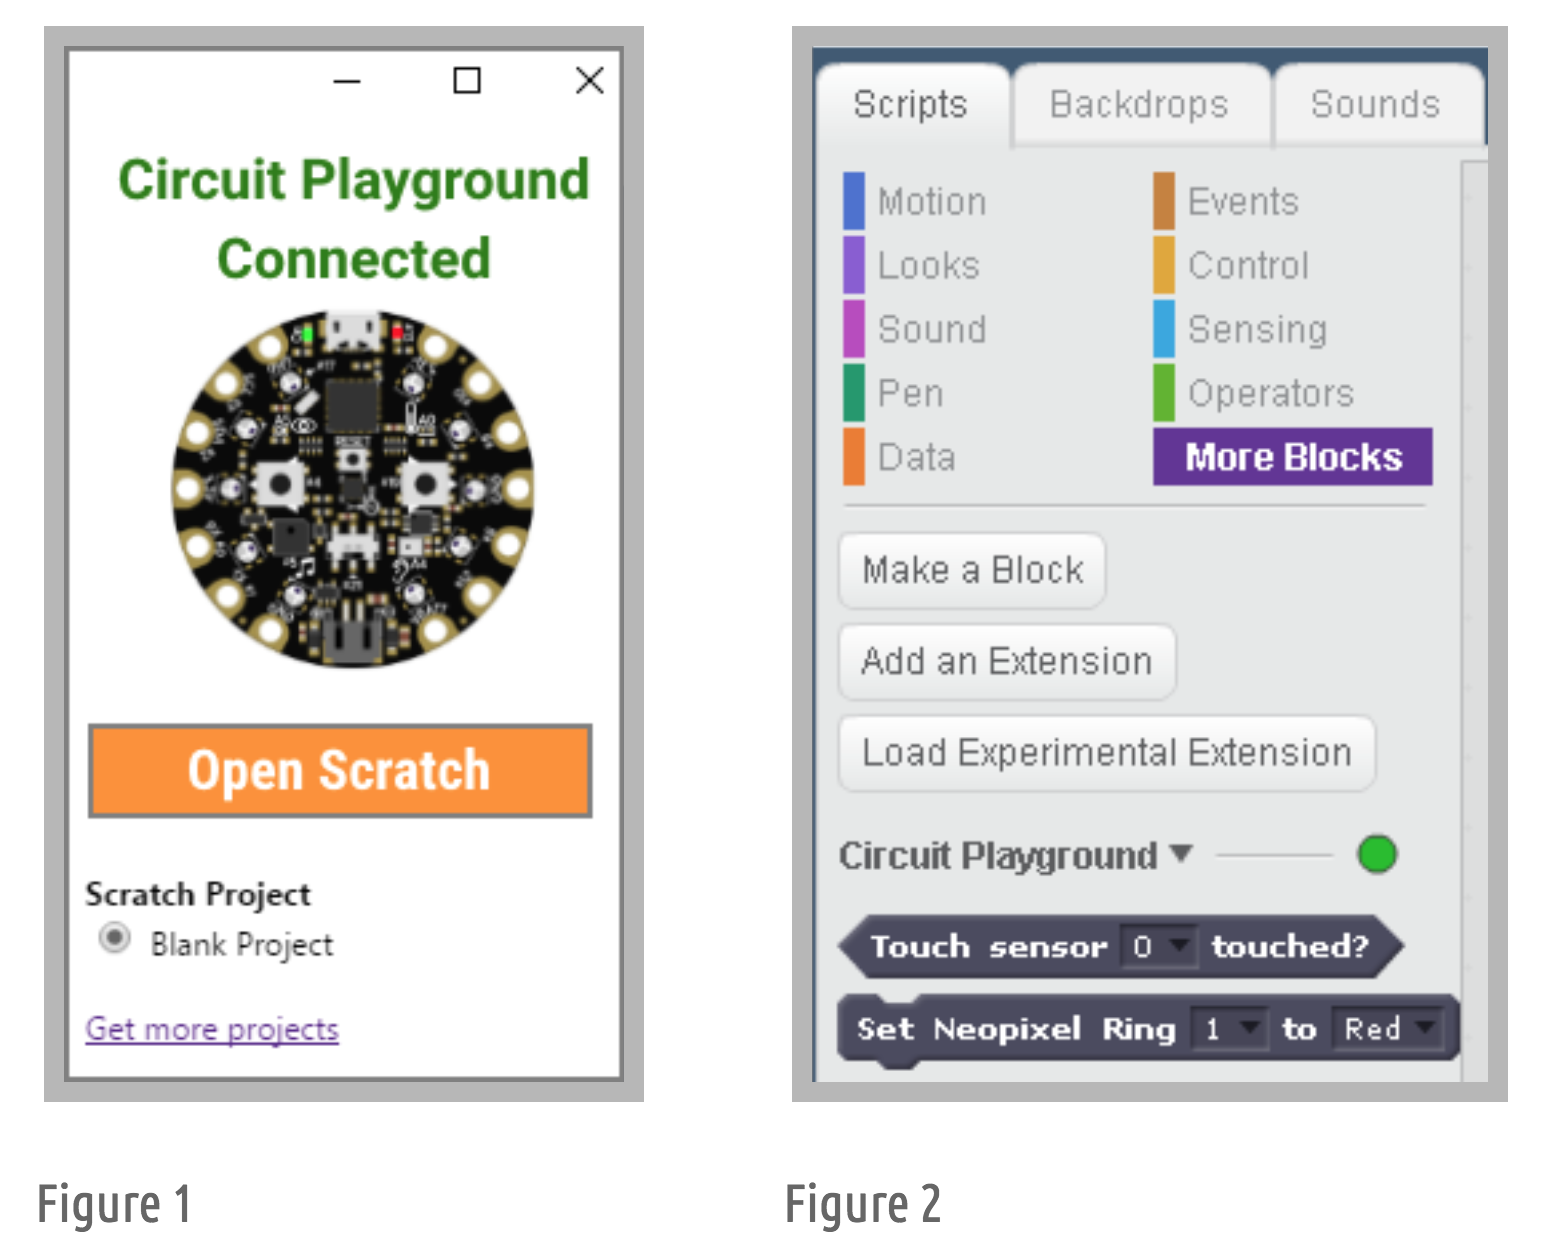 Circuit Playground
Connected
RESET
Open Scratch
Scratch Project
Blank Project
Get more projects
Figure 1
Scripts
Backdrops
Sounds
Motion
Events
Looks
Control
Sound
Sensing
Pen
Operators
Data
More Blocks
Make a Block
Add an Extension
Load Experimental Extension
Circuit Playground
Touch sensor 0 touched?
Set Neopixel Ring 1 to Red
Figure 2